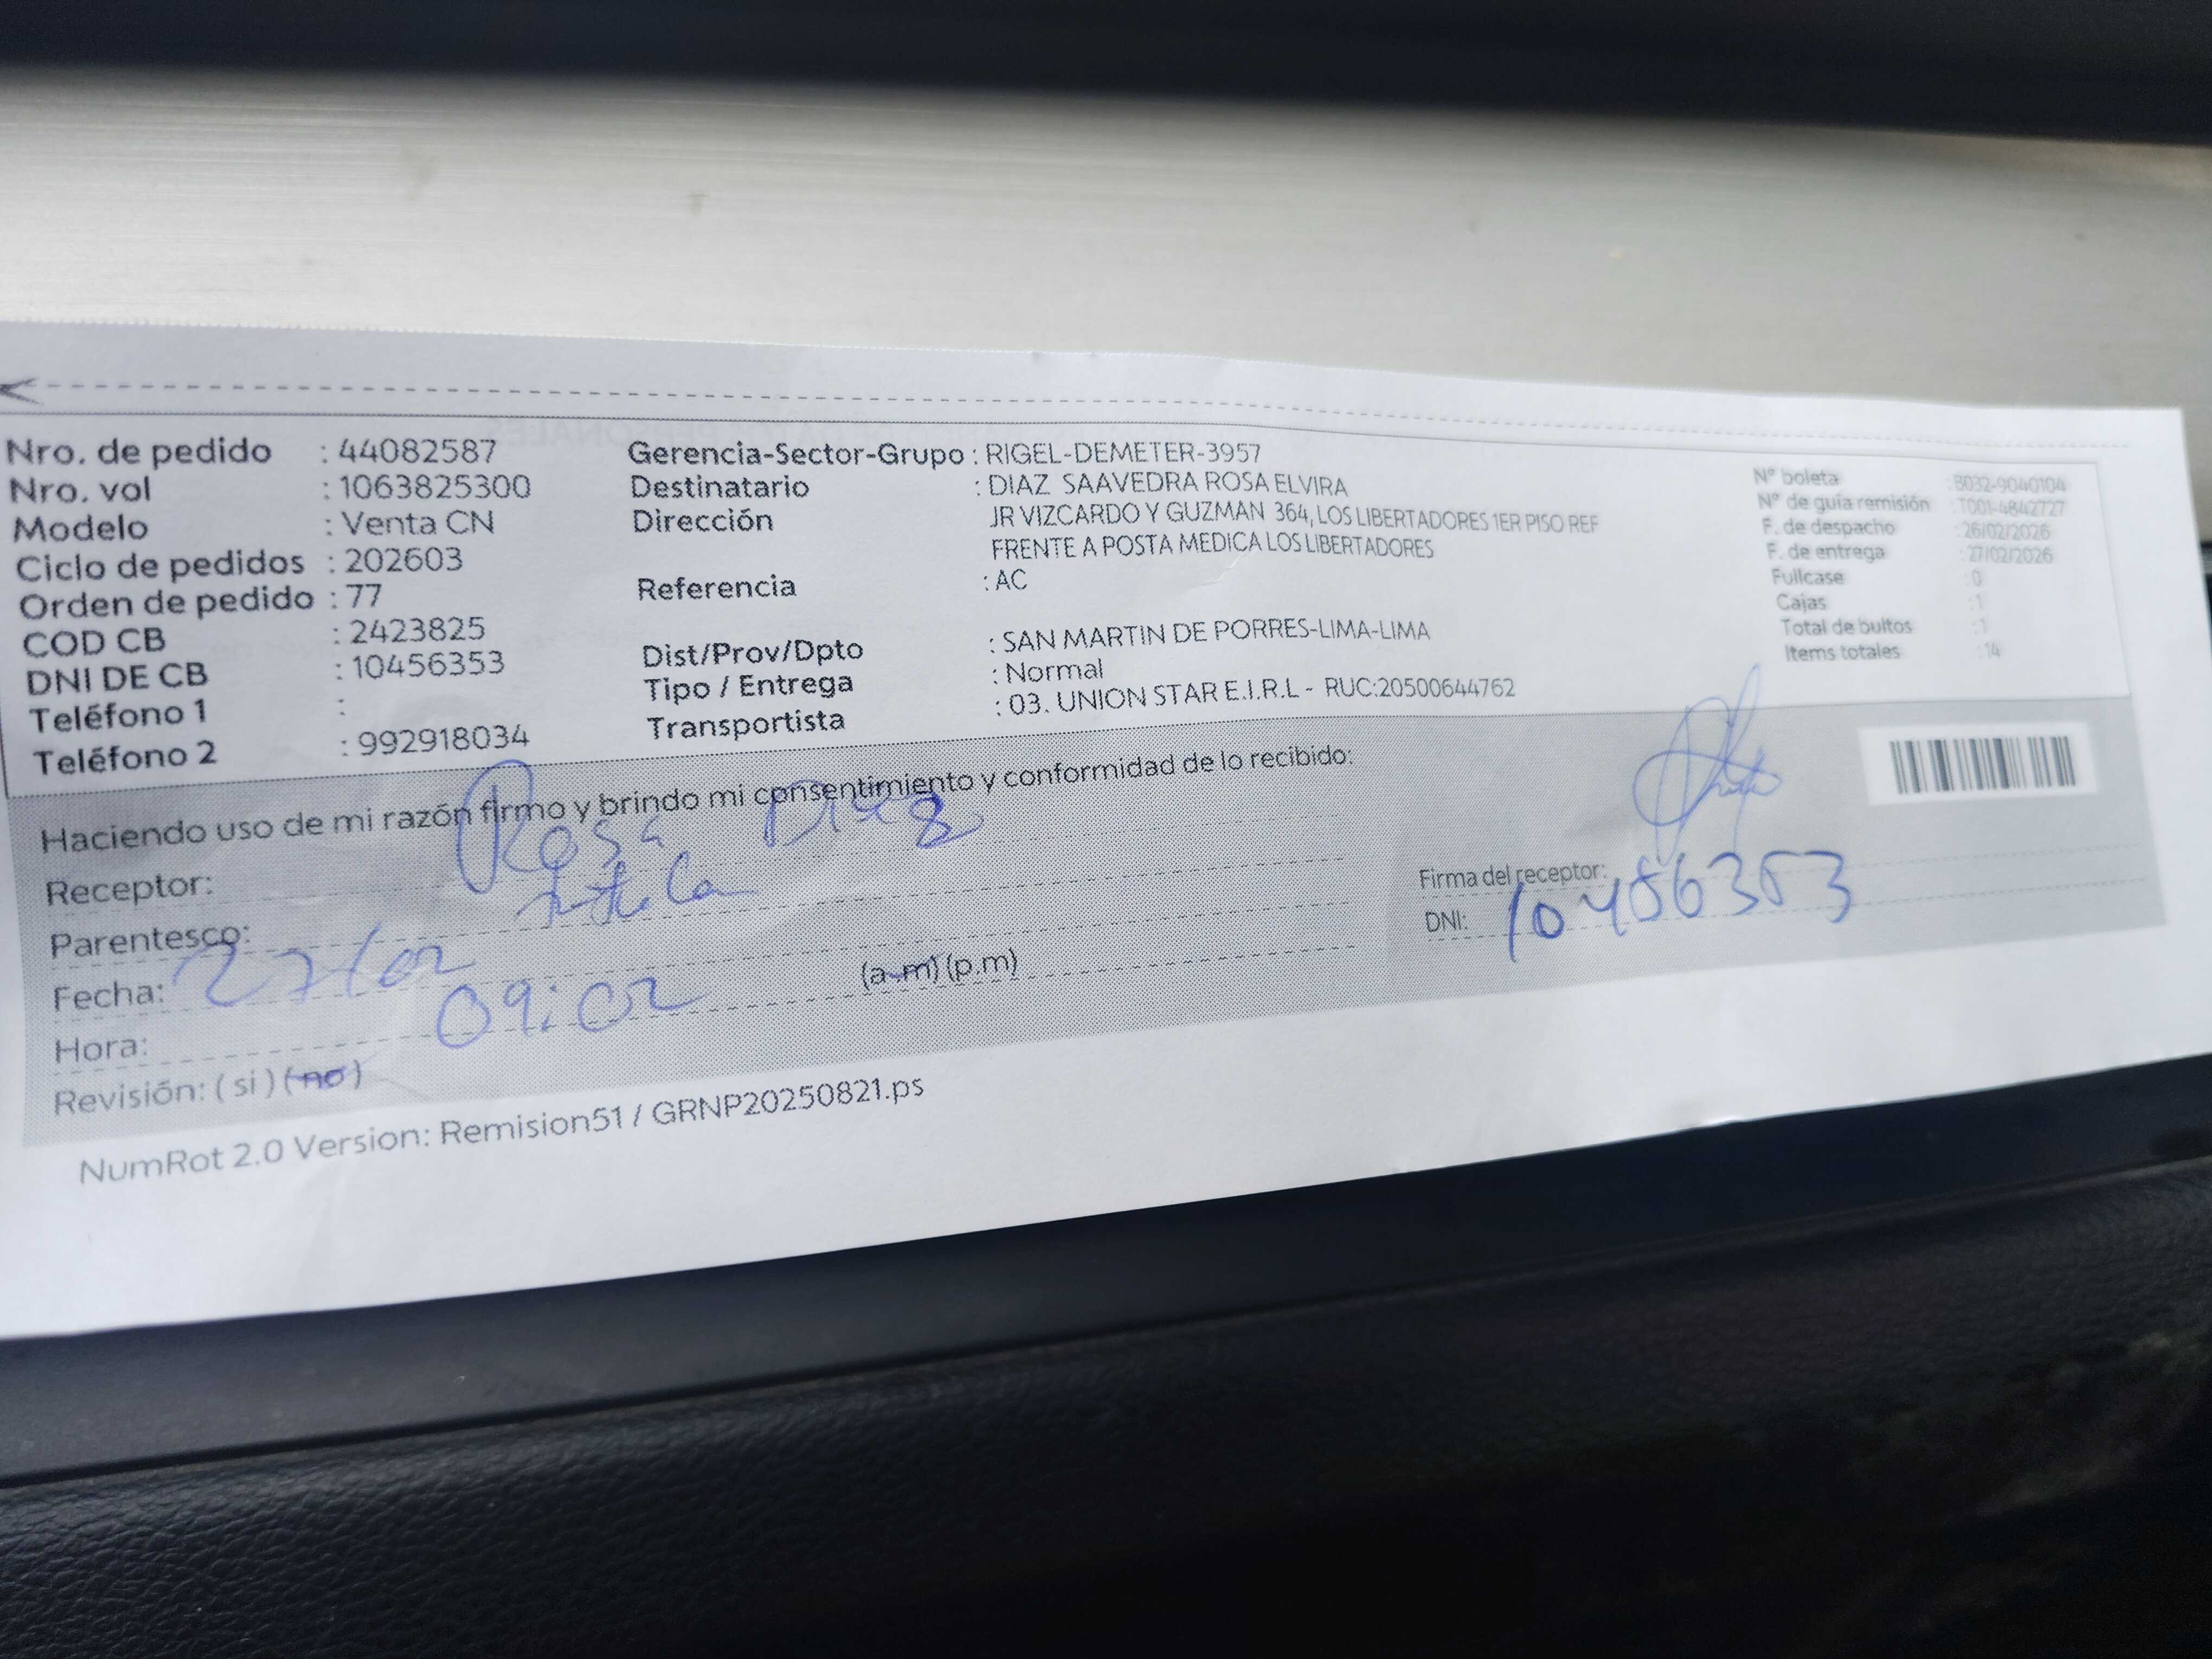 Nro. de pedido : 44082587
Nro. vol : 1063825300
Modelo : Venta CN
Ciclo de pedidos : 202603
Orden de pedido : 77
COD CB : 2423825
DNI DE CB : 10456353
Teléfono 1 :
Teléfono 2 : 992918034
Gerencia-Sector-Grupo : RIGEL-DEMETER-3957
Destinatario : DIAZ SAAVEDRA ROSA ELVIRA
Dirección JR VIZCARDO Y GUZMAN 364, LOS LIBERTADORES 1ER PISO REF
FRENTE A POSTA MEDICA LOS LIBERTADORES
Referencia : AC
Dist/Prov/Dpto : SAN MARTIN DE PORRES-LIMA-LIMA
Tipo / Entrega : Normal
Transportista : 03. UNION STAR E.I.R.L - RUC:20500644762
N° boleta : B032-9040104
N° de guía remisión : T001-4842727
F. de despacho : 26/02/2026
F. de entrega : 27/02/2026
Fullcase : 0
Cajas : 1
Total de bultos : 1
Items totales : 14
Haciendo uso de mi razón firmo y brindo mi consentimiento y conformidad de lo recibido:
Receptor: Rosa Diaz
Parentesco:
Fecha: 27/02
Hora: 09:02 (a.m) (p.m)
Revisión: (si) (no)
Firma del receptor:
DNI: 10456353
NumRot 2.0 Version: Remision51 / GRNP20250821.ps